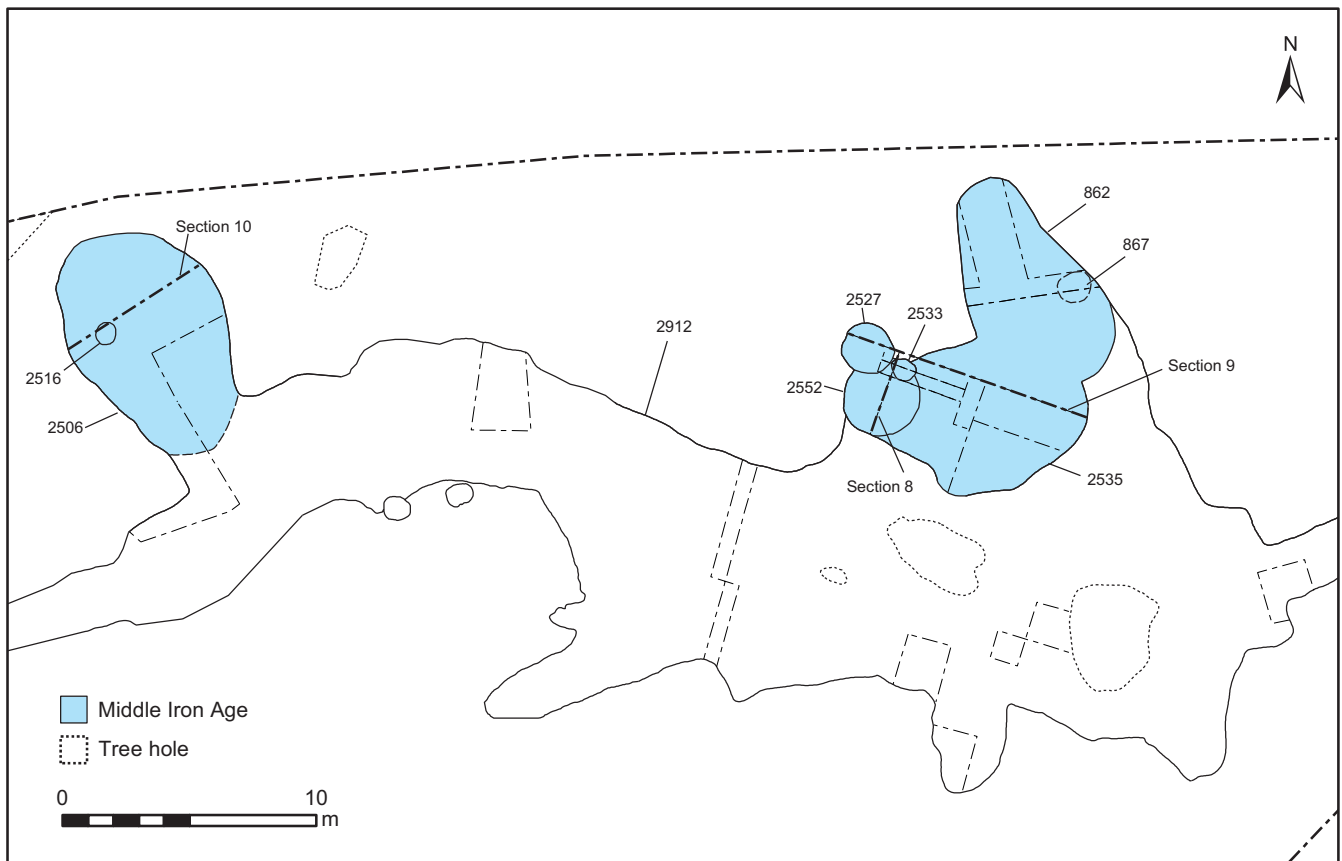 N
862
Section 10
867
2527
2533
2912
Section 9
2516
2552
2506
2535
Section 8
Middle Iron Age
Tree hole
0 10
m